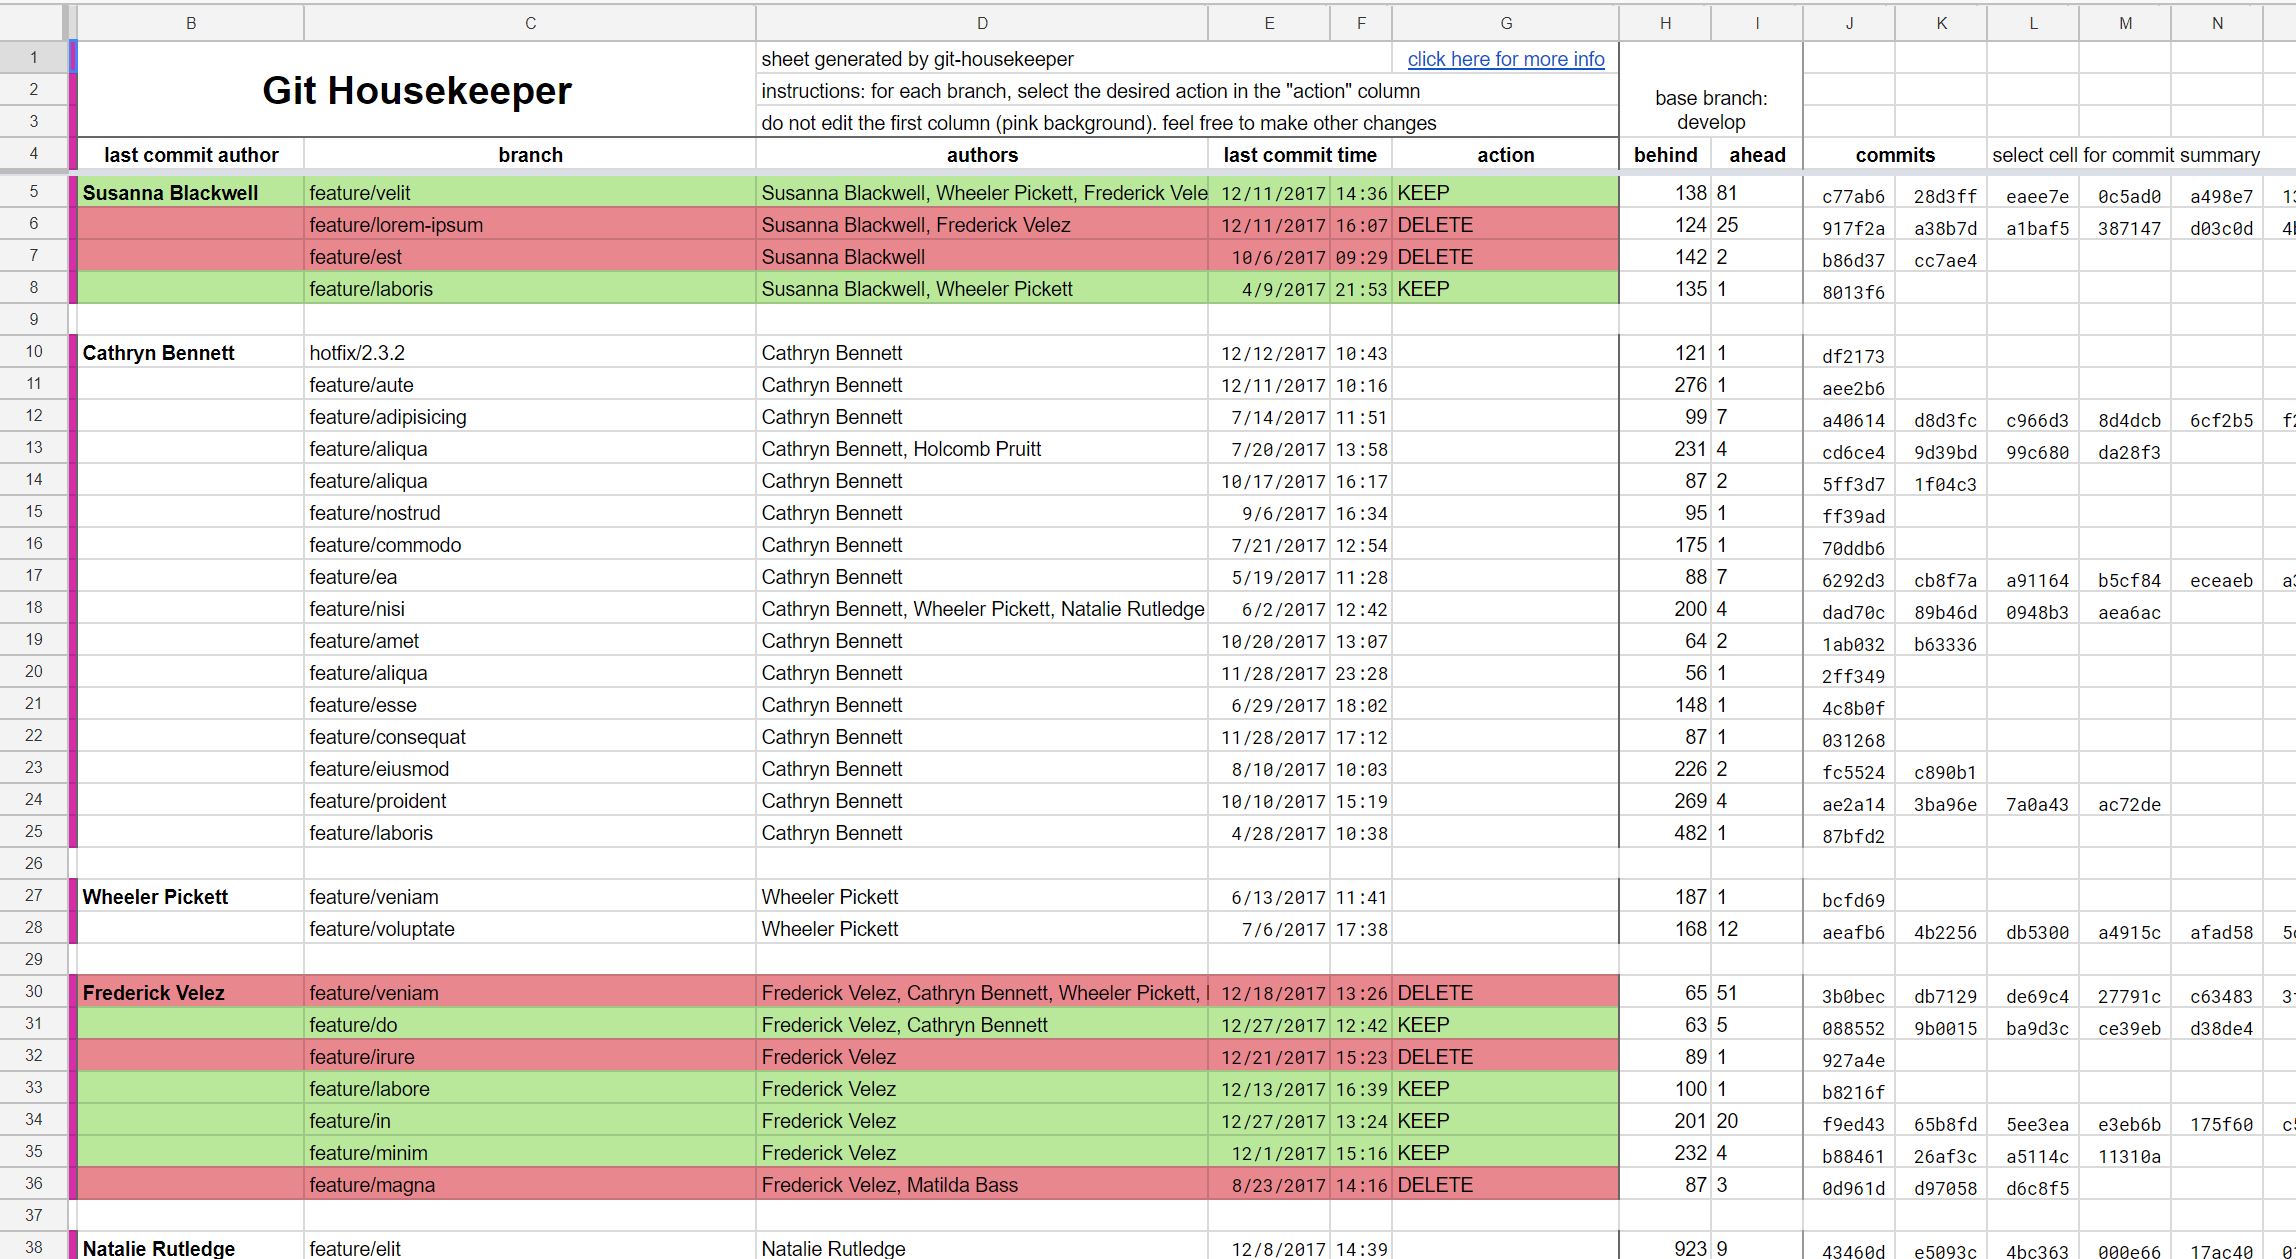 B C D E F G H I J K L M N
1 sheet generated by git-housekeeper click here for more info
Git Housekeeper
2 instructions: for each branch, select the desired action in the "action" column
base branch:
3 do not edit the first column (pink background). feel free to make other changes
develop
4 last commit author branch authors last commit time action behind ahead commits select cell for commit summary
5 Susanna Blackwell feature/velit Susanna Blackwell, Wheeler Pickett, Frederick Vele 12/11/2017 14:36 KEEP 138 81 c77ab6 28d3ff eaee7e 0c5ad0 a498e7
6 feature/lorem-ipsum Susanna Blackwell, Frederick Velez 12/11/2017 16:07 DELETE 124 25 917f2a a38b7d a1baf5 387147 d03c0d
7 feature/est Susanna Blackwell 10/6/2017 09:29 DELETE 142 2 b86d37 cc7ae4
8 feature/laboris Susanna Blackwell, Wheeler Pickett 4/9/2017 21:53 KEEP 135 1 8013f6
9
10 Cathryn Bennett hotfix/2.3.2 Cathryn Bennett 12/12/2017 10:43 121 1 df2173
11 feature/aute Cathryn Bennett 12/11/2017 10:16 276 1 aee2b6
12 feature/adipisicing Cathryn Bennett 7/14/2017 11:51 99 7 a40614 d8d3fc c966d3 8d4dcb 6cf2b5
13 feature/aliqua Cathryn Bennett, Holcomb Pruitt 7/20/2017 13:58 231 4 cd6ce4 9d39bd 99c680 da28f3
14 feature/aliqua Cathryn Bennett 10/17/2017 16:17 87 2 5ff3d7 1f04c3
15 feature/nostrud Cathryn Bennett 9/6/2017 16:34 95 1 ff39ad
16 feature/commodo Cathryn Bennett 7/21/2017 12:54 175 1 70ddb6
17 feature/ea Cathryn Bennett 5/19/2017 11:28 88 7 6292d3 cb8f7a a91164 b5cf84 eceaeb
18 feature/nisi Cathryn Bennett, Wheeler Pickett, Natalie Rutledge 6/2/2017 12:42 200 4 dad70c 89b46d 0948b3 aea6ac
19 feature/amet Cathryn Bennett 10/20/2017 13:07 64 2 1ab032 b63336
20 feature/aliqua Cathryn Bennett 11/28/2017 23:28 56 1 2ff349
21 feature/esse Cathryn Bennett 6/29/2017 18:02 148 1 4c8b0f
22 feature/consequat Cathryn Bennett 11/28/2017 17:12 87 1 031268
23 feature/eiusmod Cathryn Bennett 8/10/2017 10:03 226 2 fc5524 c890b1
24 feature/proident Cathryn Bennett 10/10/2017 15:19 269 4 ae2a14 3ba96e 7a0a43 ac72de
25 feature/laboris Cathryn Bennett 4/28/2017 10:38 482 1 87bfd2
26
27 Wheeler Pickett feature/veniam Wheeler Pickett 6/13/2017 11:41 187 1 bcfd69
28 feature/voluptate Wheeler Pickett 7/6/2017 17:38 168 12 aeafb6 4b2256 db5300 a4915c afad58
29
30 Frederick Velez feature/veniam Frederick Velez, Cathryn Bennett, Wheeler Pickett, 12/18/2017 13:26 DELETE 65 51 3b0bec db7129 de69c4 27791c c63483
31 feature/do Frederick Velez, Cathryn Bennett 12/27/2017 12:42 KEEP 63 5 088552 9b0015 ba9d3c ce39eb d38de4
32 feature/irure Frederick Velez 12/21/2017 15:23 DELETE 89 1 927a4e
33 feature/labore Frederick Velez 12/13/2017 16:39 KEEP 100 1 b8216f
34 feature/in Frederick Velez 12/27/2017 13:24 KEEP 201 20 f9ed43 65b8fd 5ee3ea e3eb6b 175f60
35 feature/minim Frederick Velez 12/1/2017 15:16 KEEP 232 4 b88461 26af3c a5114c 11310a
36 feature/magna Frederick Velez, Matilda Bass 8/23/2017 14:16 DELETE 87 3 0d961d d97058 d6c8f5
37
38 Natalie Rutledge feature/elit Natalie Rutledge 12/8/2017 14:39 923 9 43460d e5093c 4bc363 000e66 17ac40